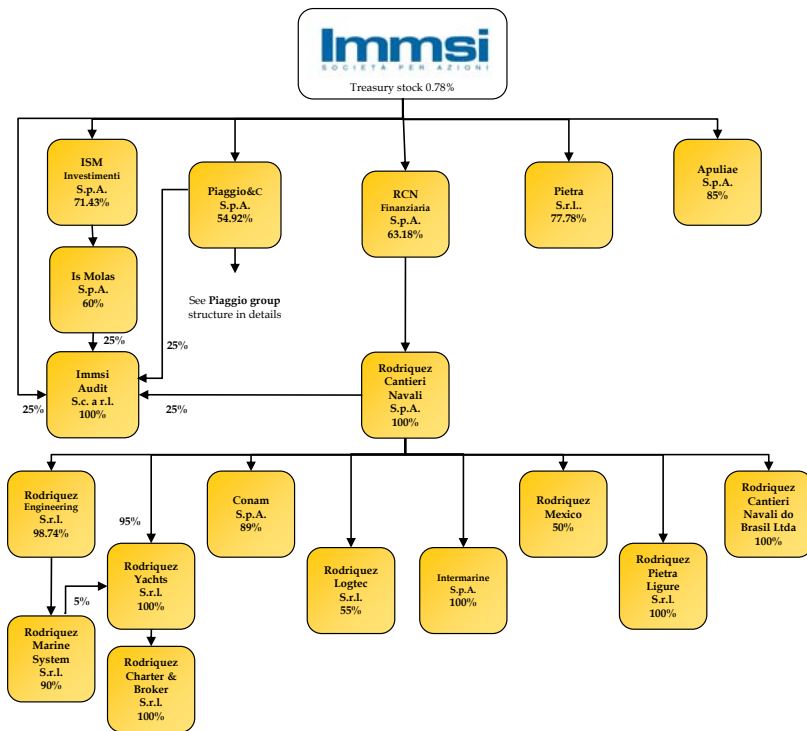 Immsi
SOCIETÀ PER AZIONI
Treasury stock 0.78%
ISM
Investimenti
S.p.A.
71.43%
Piaggio&C
S.p.A.
54.92%
RCN
Finanziaria
S.p.A.
63.18%
Pietra
S.r.l..
77.78%
Apuliae
S.p.A.
85%
Is Molas
S.p.A.
60%
See Piaggio group
structure in details
25%
25%
Immsi
Audit
S.c. a r.l.
100%
25%
25%
Rodriquez
Cantieri
Navali
S.p.A.
100%
Rodriquez
Engineering
S.r.l.
98.74%
95%
Conam
S.p.A.
89%
Rodriquez
Mexico
50%
Rodriquez
Cantieri
Navali do
Brasil Ltda
100%
Rodriquez
Yachts
S.r.l.
100%
Rodriquez
Logtec
S.r.l.
55%
Intermarine
S.p.A.
100%
Rodriquez
Pietra
Ligure
S.r.l.
100%
5%
Rodriquez
Marine
System
S.r.l.
90%
Rodriquez
Charter &
Broker
S.r.l.
100%